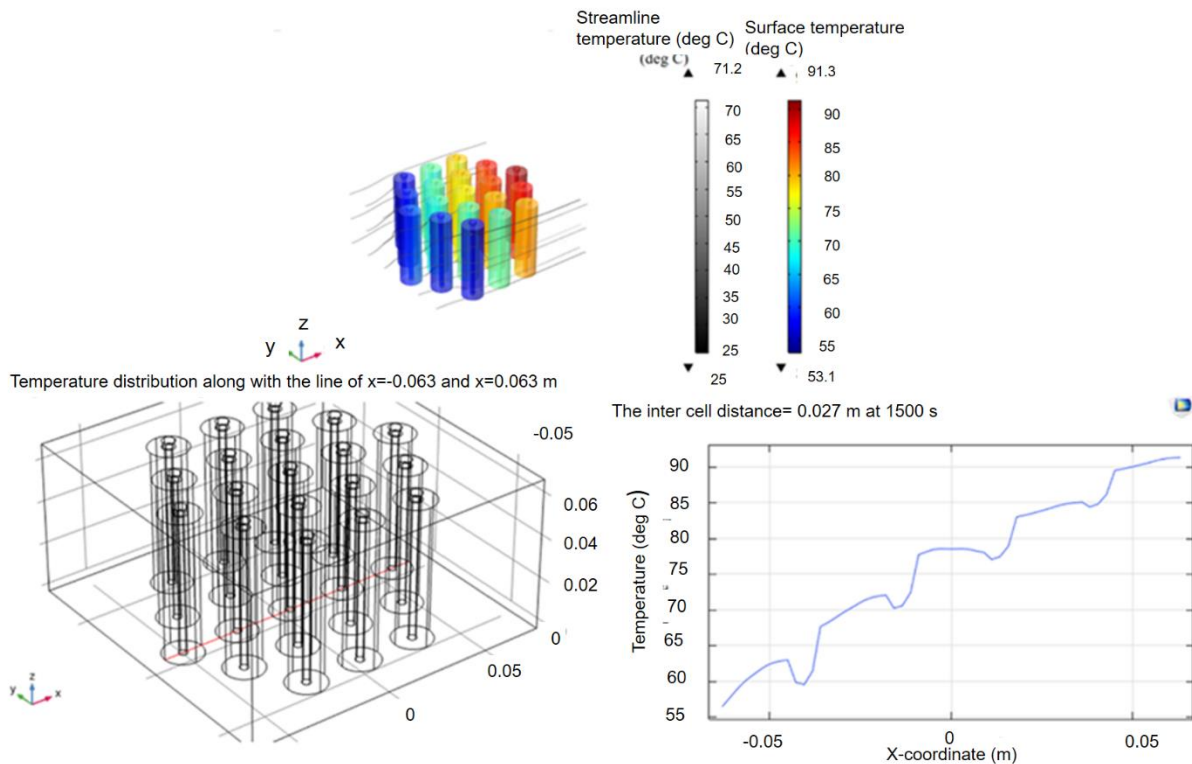 Streamline
temperature (deg C)
(deg C)
Surface temperature
(deg C)
71.2
91.3
70
65
60
55
50
45
40
35
30
25
25
90
85
80
75
70
65
60
55
53.1
z
y
x
Temperature distribution along with the line of x=-0.063 and x=0.063 m
-0.05
0.06
0.04
0.02
0
0.05
0
z
y
x
The inter cell distance= 0.027 m at 1500 s
Temperature (deg C)
90
85
80
75
70
65
60
55
-0.05
0
0.05
X-coordinate (m)